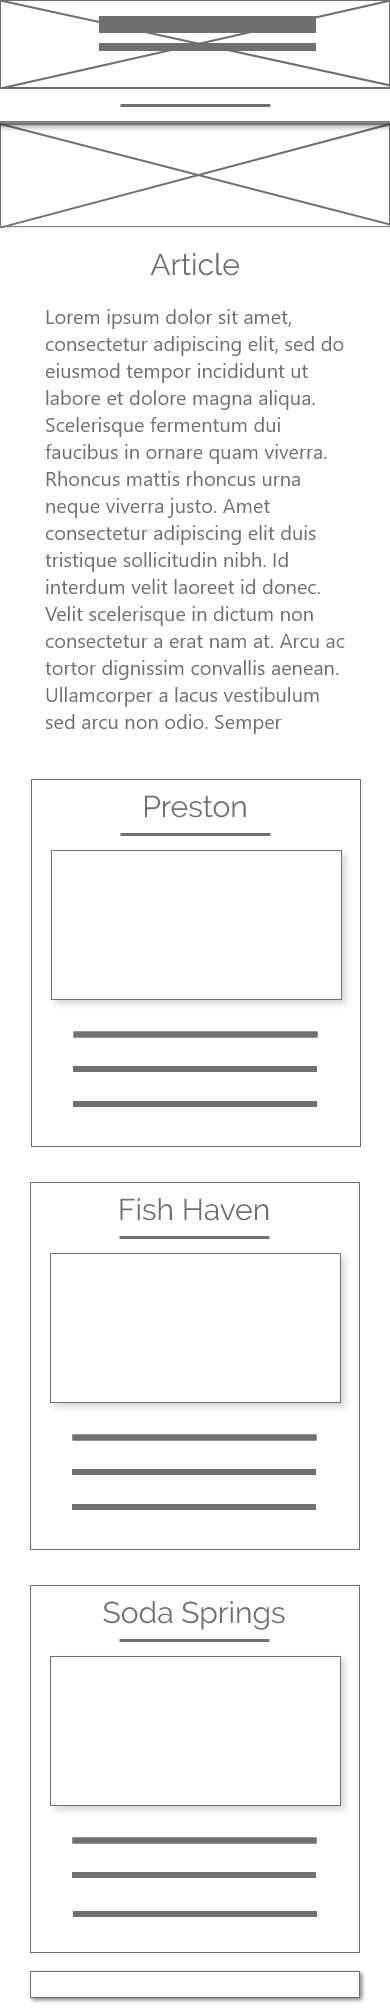 Article
Lorem ipsum dolor sit amet,
consectetur adipiscing elit, sed do
eiusmod tempor incididunt ut
labore et dolore magna aliqua.
Scelerisque fermentum dui
faucibus in ornare quam viverra.
Rhoncus mattis rhoncus urna
neque viverra justo. Amet
consectetur adipiscing elit duis
tristique sollicitudin nibh. Id
interdum velit laoreet id donec.
Velit scelerisque in dictum non
consectetur a erat nam at. Arcu ac
tortor dignissim convallis aenean.
Ullamcorper a lacus vestibulum
sed arcu non odio. Semper
Preston
Fish Haven
Soda Springs